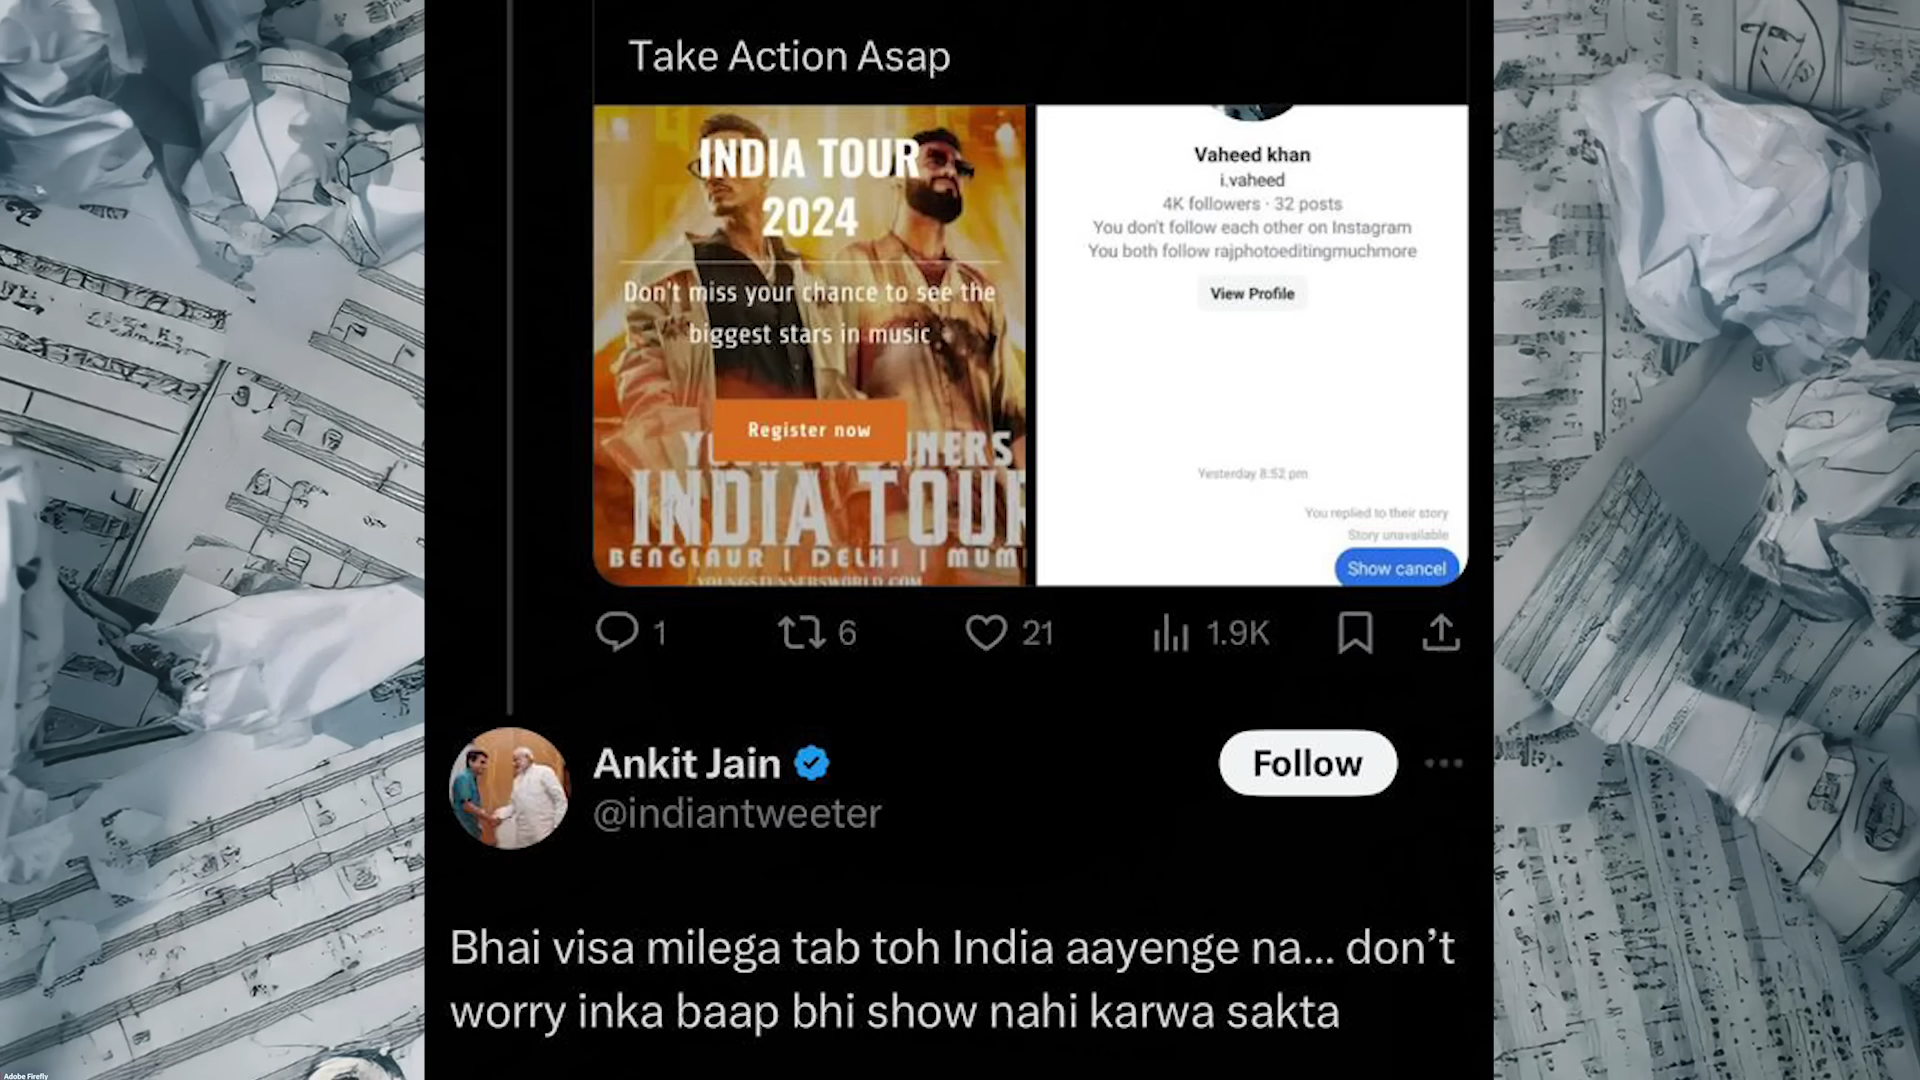 Take Action Asap
INDIA TOUR
2024
Don't miss your chance to see the
biggest stars in music
Register now
INDIA TOUR
BENGLAUR | DELHI | MUM
YOUNGSTUNNERSWORLD.COM
Vaheed khan
i.vaheed
4K followers · 32 posts
You don't follow each other on Instagram
You both follow rajphotoeditingmuchmore
View Profile
Yesterday 8:52 pm
You replied to their story
Story unavailable
Show cancel
1 6 21 1.9K
Ankit Jain
Follow
@indiantweeter
Bhai visa milega tab toh India aayenge na... don’t
worry inka baap bhi show nahi karwa sakta
Adobe Firefly